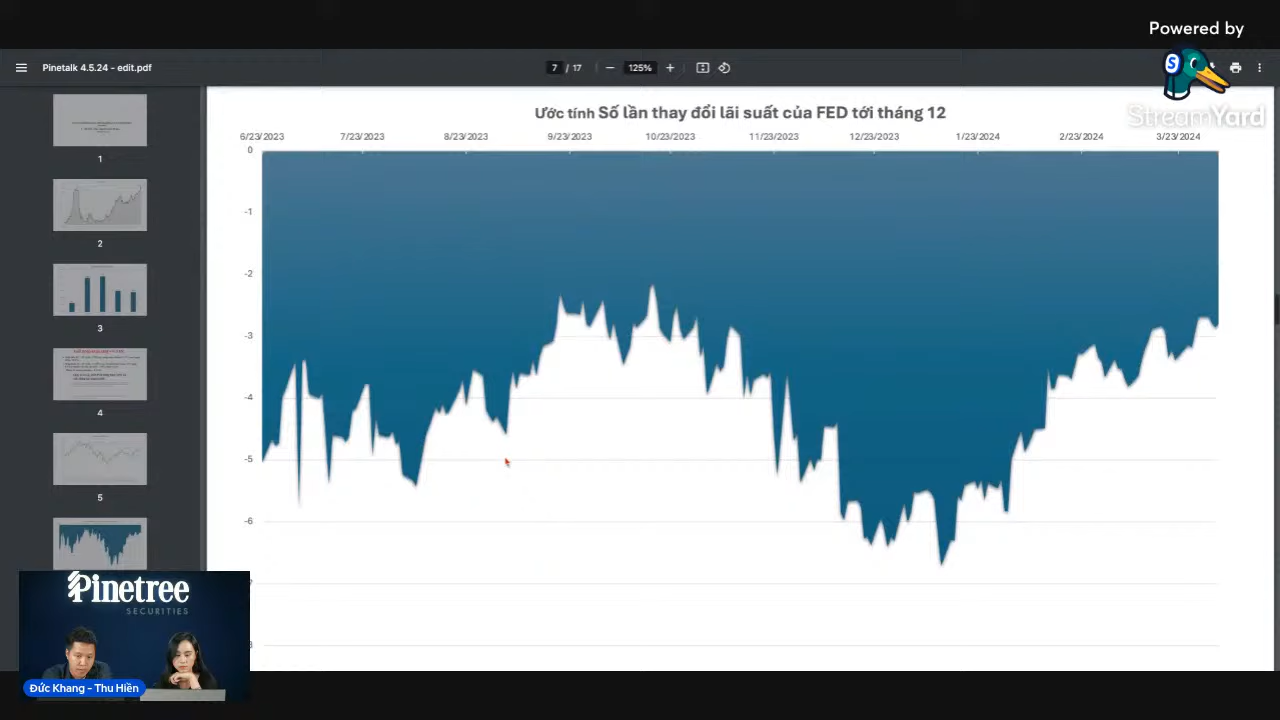 Powered by
StreamYard
Pinetalk 4.5.24 - edit.pdf
7 / 17
125%
Ước tính Số lần thay đổi lãi suất của FED tới tháng 12
6/23/2023 7/23/2023 8/23/2023 9/23/2023 10/23/2023 11/23/2023 12/23/2023 1/23/2024 2/23/2024 3/23/2024
0
-1
-2
-3
-4
-5
-6
1
2
3
4
5
Pinetree
SECURITIES
Đức Khang - Thu Hiền